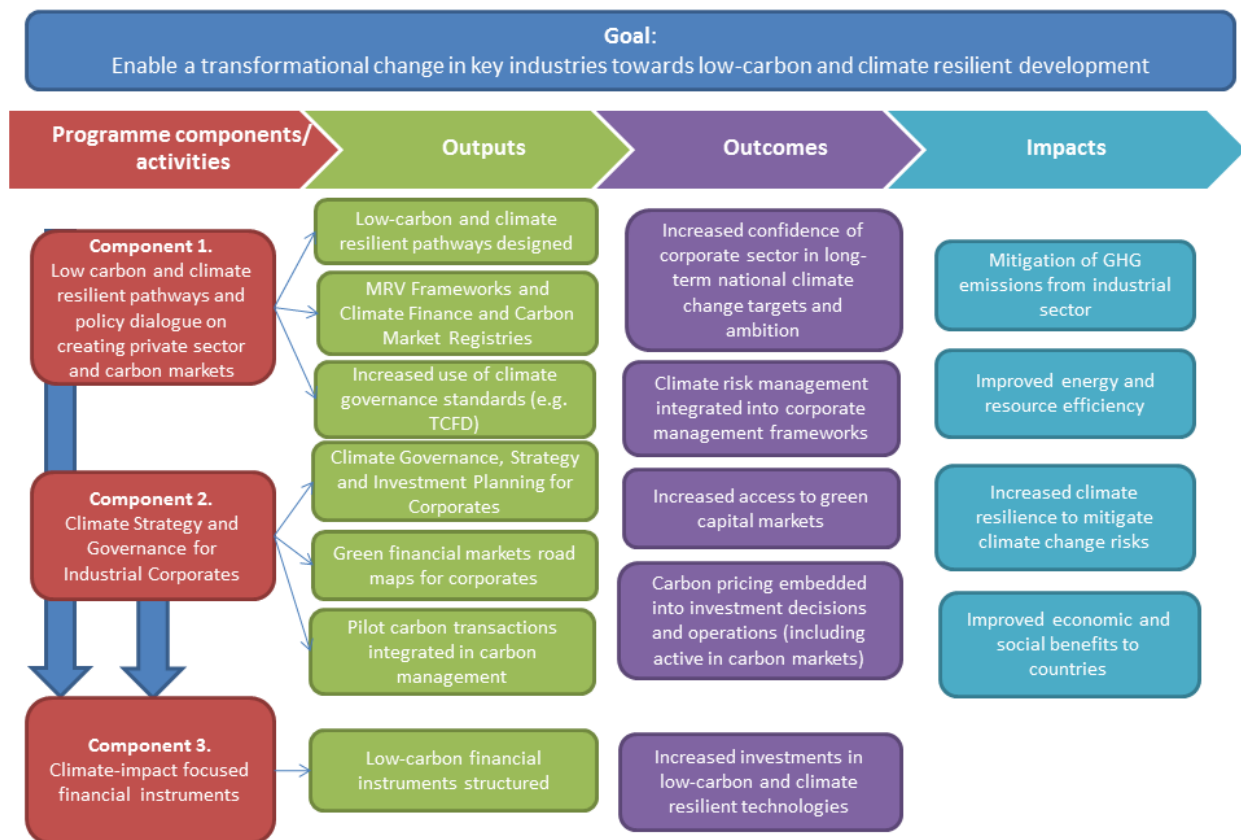 Goal:
Enable a transformational change in key industries towards low-carbon and climate resilient development
Programme components/
activities
Outputs
Outcomes
Impacts
Component 1.
Low carbon and climate
resilient pathways and
policy dialogue on
creating private sector
and carbon markets
Component 2.
Climate Strategy and
Governance for
Industrial Corporates
Component 3.
Climate-impact focused
financial instruments
Low-carbon and climate
resilient pathways designed
MRV Frameworks and
Climate Finance and Carbon
Market Registries
Increased use of climate
governance standards (e.g.
TCFD)
Climate Governance, Strategy
and Investment Planning for
Corporates
Green financial markets road
maps for corporates
Pilot carbon transactions
integrated in carbon
management
Low-carbon financial
instruments structured
Increased confidence of
corporate sector in long-
term national climate
change targets and
ambition
Climate risk management
integrated into corporate
management frameworks
Increased access to green
capital markets
Carbon pricing embedded
into investment decisions
and operations (including
active in carbon markets)
Increased investments in
low-carbon and climate
resilient technologies
Mitigation of GHG
emissions from industrial
sector
Improved energy and
resource efficiency
Increased climate
resilience to mitigate
climate change risks
Improved economic and
social benefits to
countries